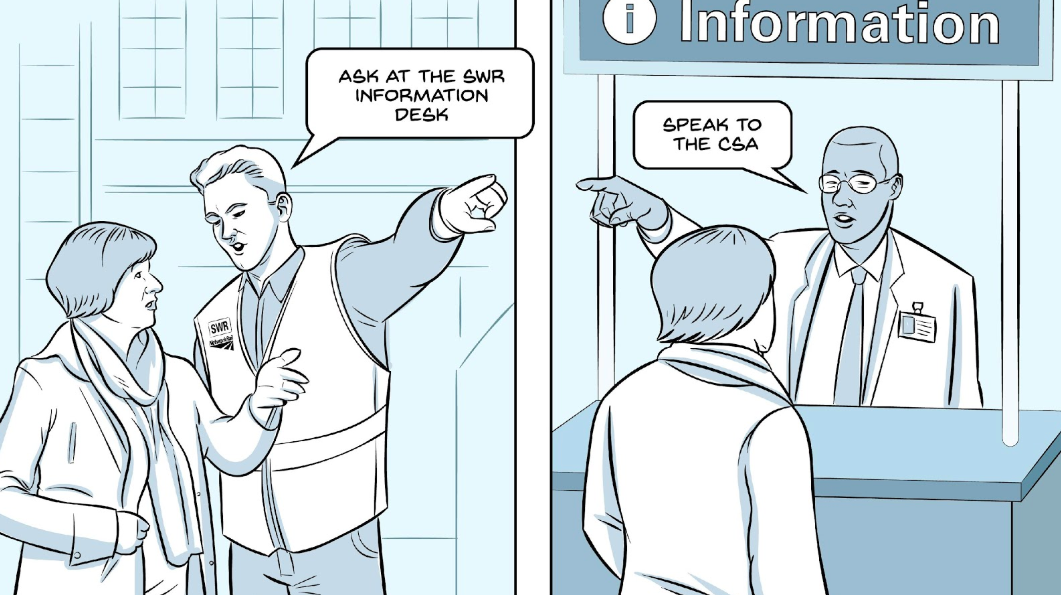 ASK AT THE SWR
INFORMATION
DESK
SWR
i Information
SPEAK TO
THE CSA